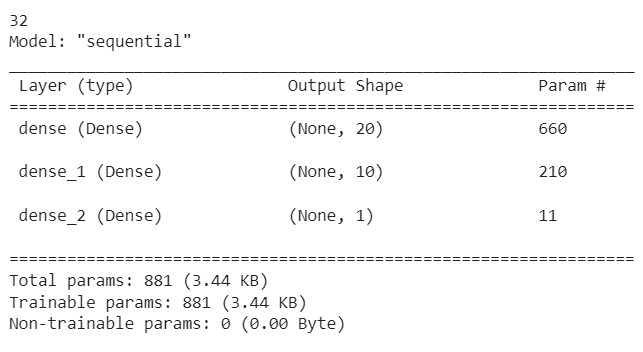 32
Model: "sequential"
_________________________________________________________________
Layer (type) Output Shape Param #
=================================================================
dense (Dense) (None, 20) 660
dense_1 (Dense) (None, 10) 210
dense_2 (Dense) (None, 1) 11
=================================================================
Total params: 881 (3.44 KB)
Trainable params: 881 (3.44 KB)
Non-trainable params: 0 (0.00 Byte)